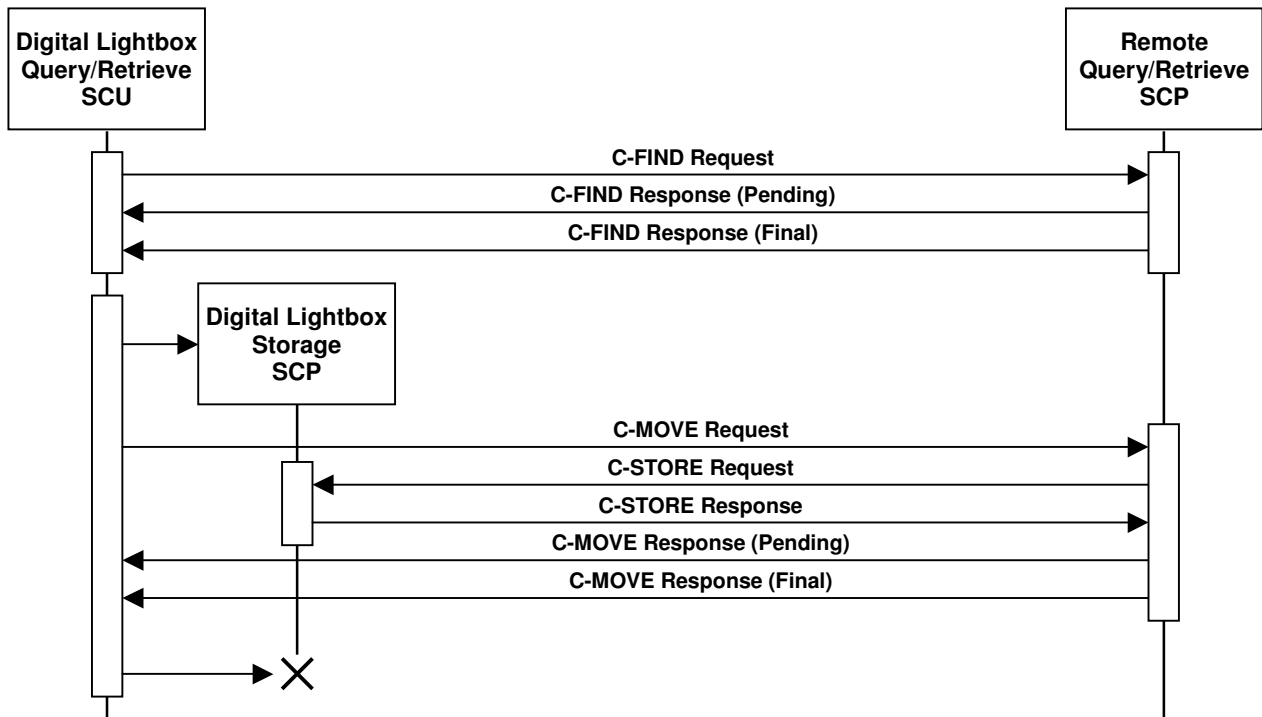 Digital Lightbox
Query/Retrieve
SCU
Remote
Query/Retrieve
SCP
C-FIND Request
C-FIND Response (Pending)
C-FIND Response (Final)
Digital Lightbox
Storage
SCP
C-MOVE Request
C-STORE Request
C-STORE Response
C-MOVE Response (Pending)
C-MOVE Response (Final)